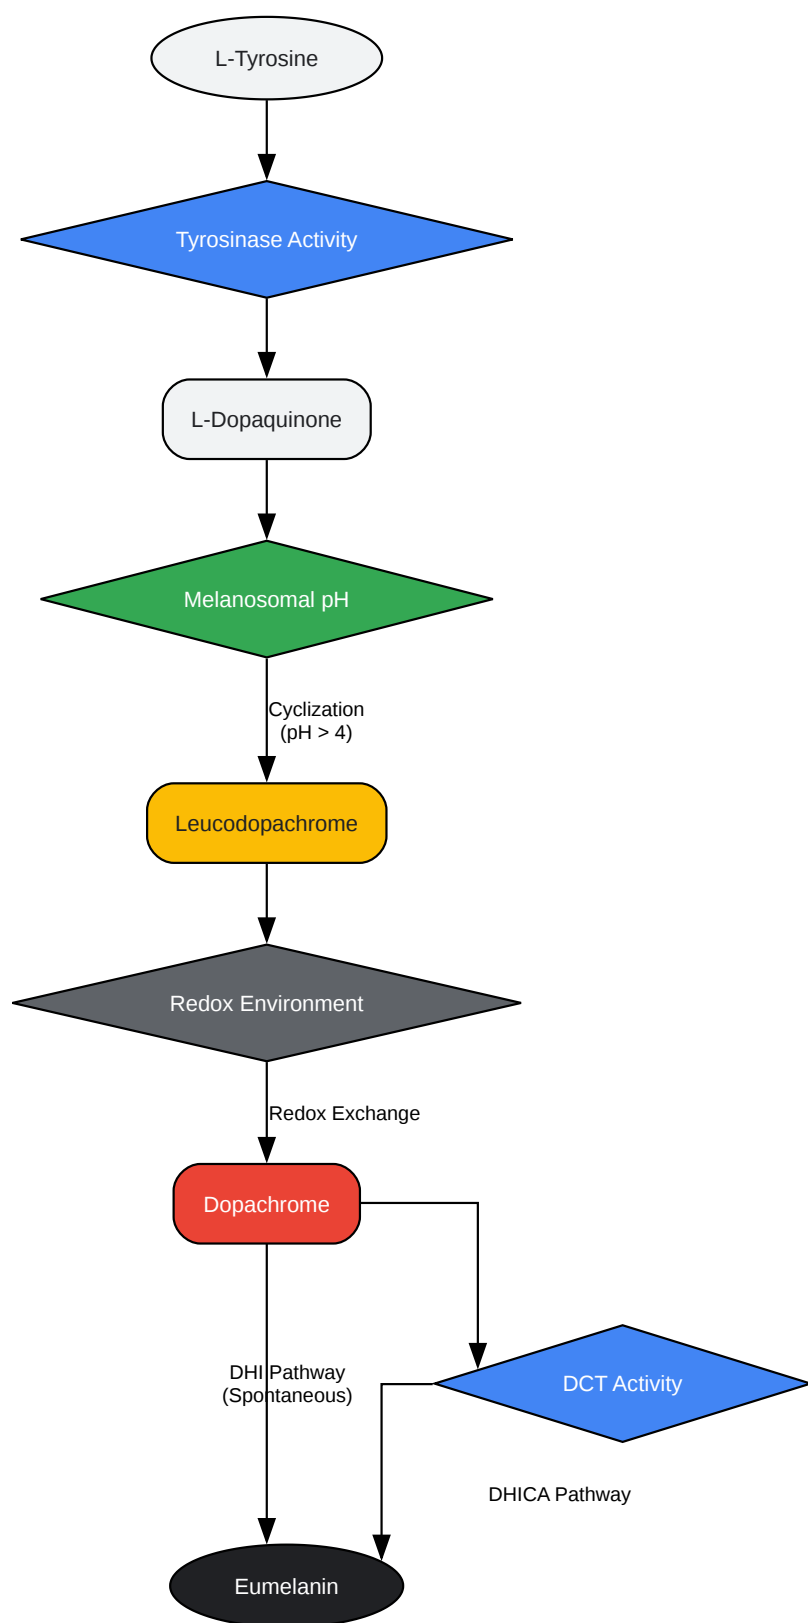 L-Tyrosine
Tyrosinase Activity
L-Dopaquinone
Melanosomal pH
Cyclization
(pH > 4)
Leucodopachrome
Redox Environment
Redox Exchange
Dopachrome
DHI Pathway
(Spontaneous)
DCT Activity
DHICA Pathway
Eumelanin